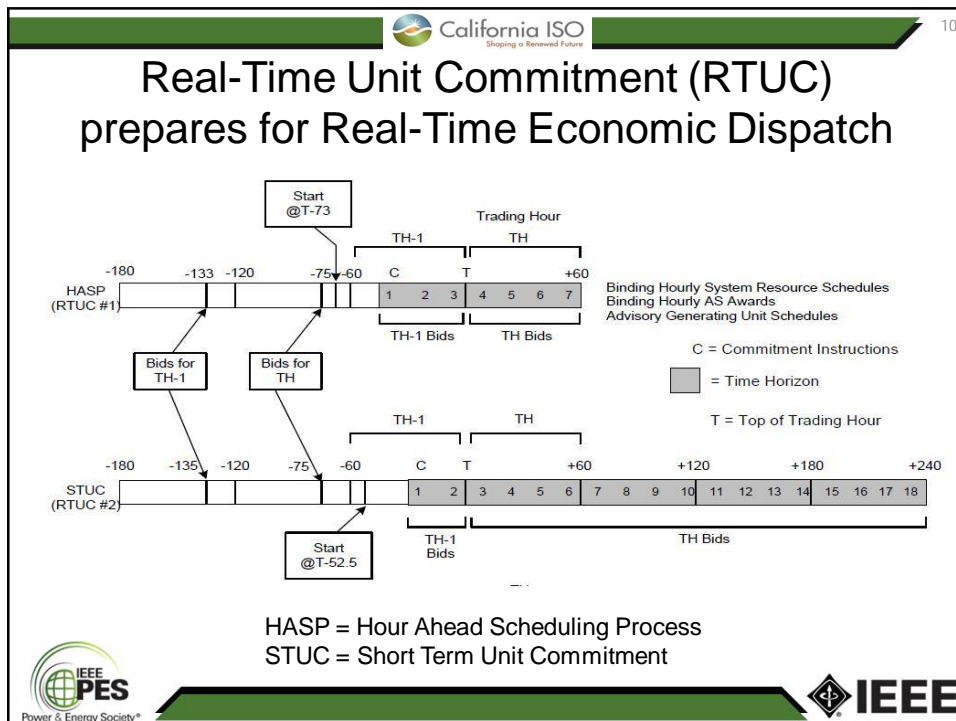 California ISO
Shaping a Renewed Future
10
Real-Time Unit Commitment (RTUC)
prepares for Real-Time Economic Dispatch
Start
@T-73
Trading Hour
TH-1 TH
-180 -133 -120 -75 -60 C T +60
HASP
(RTUC #1)
1 2 3 4 5 6 7
Binding Hourly System Resource Schedules
Binding Hourly AS Awards
Advisory Generating Unit Schedules
TH-1 Bids TH Bids
C = Commitment Instructions
Bids for
TH-1
Bids for
TH
= Time Horizon
T = Top of Trading Hour
TH-1 TH
-180 -135 -120 -75 -60 C T +60 +120 +180 +240
STUC
(RTUC #2)
1 2 3 4 5 6 7 8 9 10 11 12 13 14 15 16 17 18
Start
@T-52.5
TH-1
Bids
TH Bids
HASP = Hour Ahead Scheduling Process
STUC = Short Term Unit Commitment
IEEE
PES
Power & Energy Society®
IEEE